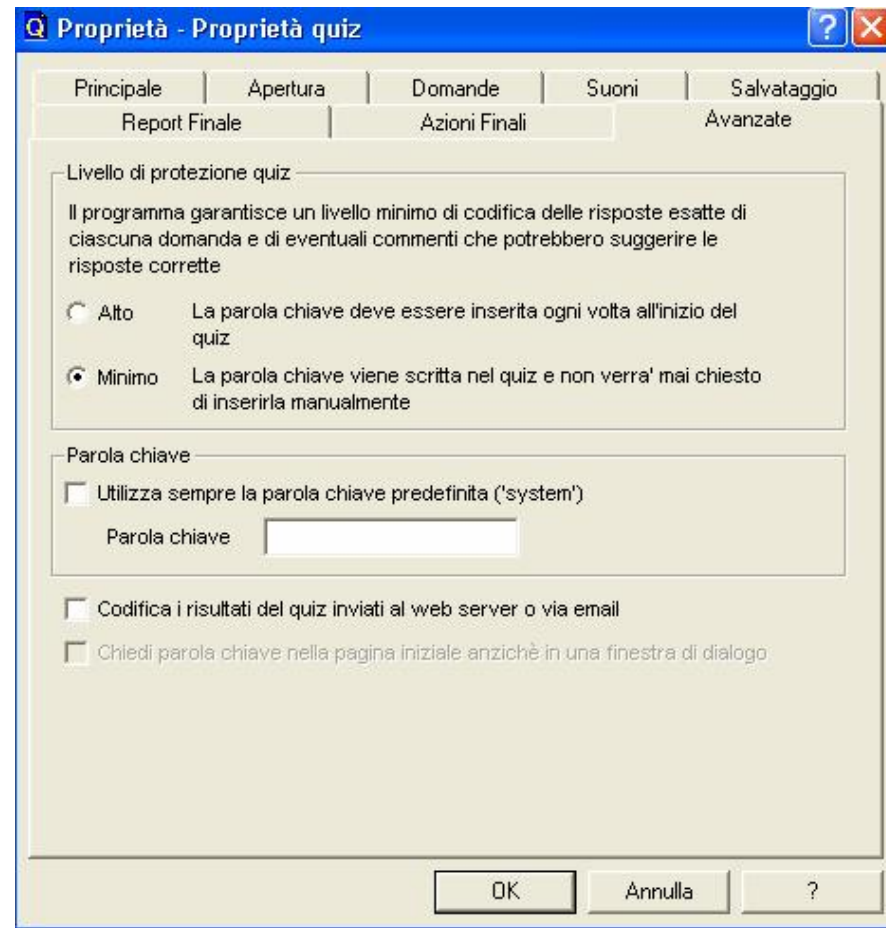 Proprietà - Proprietà quiz
Principale Apertura Domande Suoni Salvataggio
Report Finale Azioni Finali Avanzate
Livello di protezione quiz
Il programma garantisce un livello minimo di codifica delle risposte esatte di
ciascuna domanda e di eventuali commenti che potrebbero suggerire le
risposte corrette
Alto La parola chiave deve essere inserita ogni volta all'inizio del
quiz
Minimo La parola chiave viene scritta nel quiz e non verra' mai chiesto
di inserirla manualmente
Parola chiave
Utilizza sempre la parola chiave predefinita ('system')
Parola chiave
Codifica i risultati del quiz inviati al web server o via email
Chiedi parola chiave nella pagina iniziale anzichè in una finestra di dialogo
OK Annulla ?